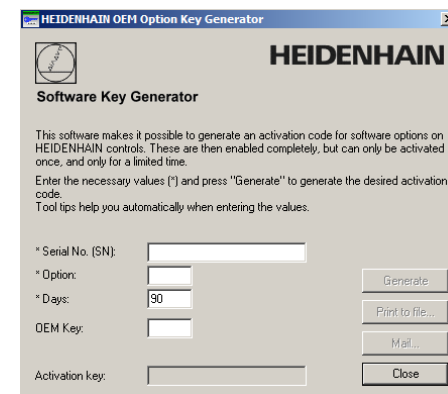 HEIDENHAIN OEM Option Key Generator
HEIDENHAIN
Software Key Generator
This software makes it possible to generate an activation code for software options on
HEIDENHAIN controls. These are then enabled completely, but can only be activated
once, and only for a limited time.
Enter the necessary values (*) and press "Generate" to generate the desired activation
code.
Tool tips help you automatically when entering the values.
* Serial No. (SN):
* Option:
Generate
* Days: 90
Print to file...
OEM Key:
Mail...
Activation key:
Close